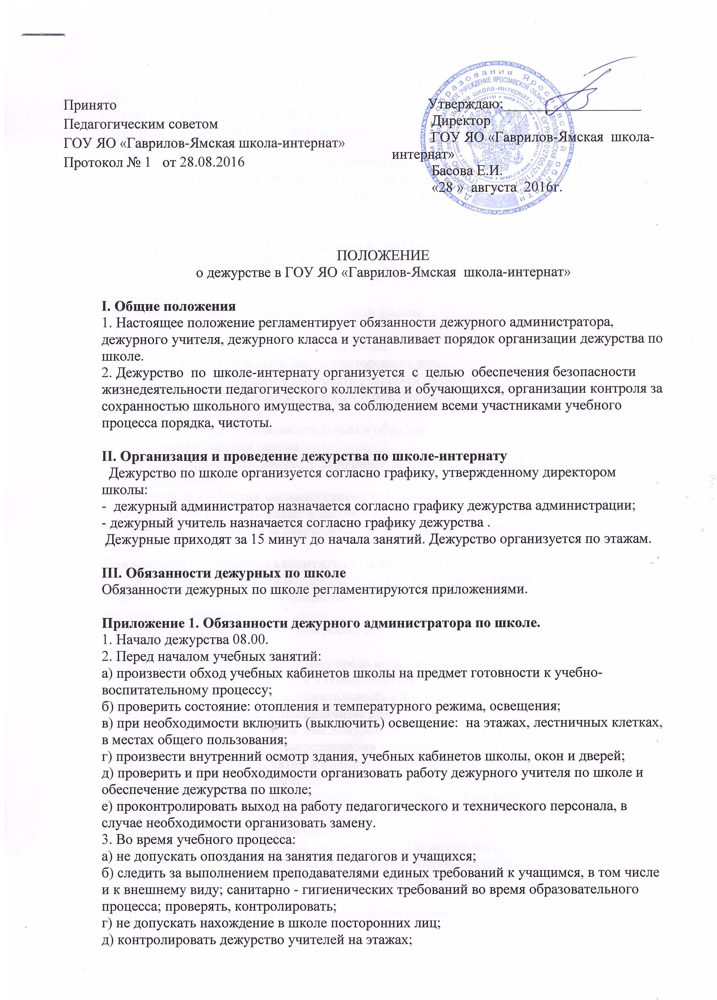 Принято
Педагогическим советом
ГОУ ЯО «Гаврилов-Ямская школа-интернат»
Протокол № 1 от 28.08.2016
Утверждаю:____________________
Директор
ГОУ ЯО «Гаврилов-Ямская школа-
интернат»
Басова Е.И.
«28 » августа 2016г.
ПОЛОЖЕНИЕ
о дежурстве в ГОУ ЯО «Гаврилов-Ямская школа-интернат»
I. Общие положения
1. Настоящее положение регламентирует обязанности дежурного администратора,
дежурного учителя, дежурного класса и устанавливает порядок организации дежурства по
школе.
2. Дежурство по школе-интернату организуется с целью обеспечения безопасности
жизнедеятельности педагогического коллектива и обучающихся, организации контроля за
сохранностью школьного имущества, за соблюдением всеми участниками учебного
процесса порядка, чистоты.
II. Организация и проведение дежурства по школе-интернату
Дежурство по школе организуется согласно графику, утвержденному директором
школы:
- дежурный администратор назначается согласно графику дежурства администрации;
- дежурный учитель назначается согласно графику дежурства .
Дежурные приходят за 15 минут до начала занятий. Дежурство организуется по этажам.
III. Обязанности дежурных по школе
Обязанности дежурных по школе регламентируются приложениями.
Приложение 1. Обязанности дежурного администратора по школе.
1. Начало дежурства 08.00.
2. Перед началом учебных занятий:
а) произвести обход учебных кабинетов школы на предмет готовности к учебно-
воспитательному процессу;
б) проверить состояние: отопления и температурного режима, освещения;
в) при необходимости включить (выключить) освещение: на этажах, лестничных клетках,
в местах общего пользования;
г) произвести внутренний осмотр здания, учебных кабинетов школы, окон и дверей;
д) проверить и при необходимости организовать работу дежурного учителя по школе и
обеспечение дежурства по школе;
е) проконтролировать выход на работу педагогического и технического персонала, в
случае необходимости организовать замену.
3. Во время учебного процесса:
а) не допускать опоздания на занятия педагогов и учащихся;
б) следить за выполнением преподавателями единых требований к учащимся, в том числе
и к внешнему виду; санитарно - гигиенических требований во время образовательного
процесса; проверять, контролировать;
г) не допускать нахождение в школе посторонних лиц;
д) контролировать дежурство учителей на этажах;